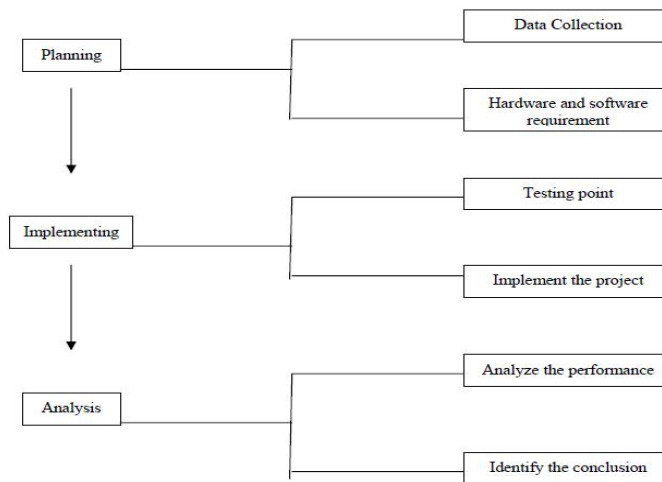 Data Collection
Planning
Hardware and software
requirement
Testing point
Implementing
Implement the project
Analyze the performance
Analysis
Identify the conclusion